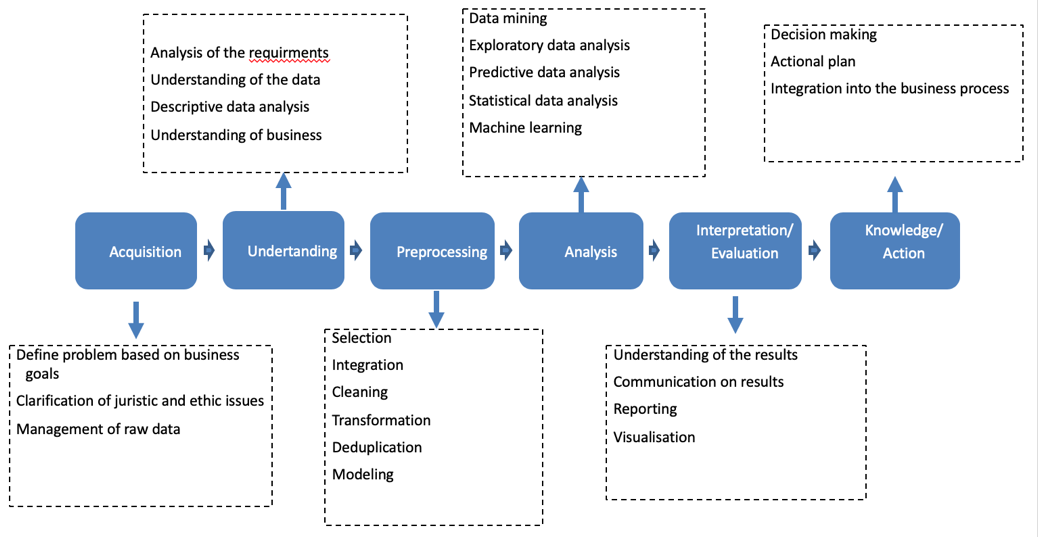 Analysis of the requirments
Understanding of the data
Descriptive data analysis
Understanding of business
Data mining
Exploratory data analysis
Predictive data analysis
Statistical data analysis
Machine learning
Decision making
Actional plan
Integration into the business process
Acquisition
Undertanding
Preprocessing
Analysis
Interpretation/
Evaluation
Knowledge/
Action
Define problem based on business
goals
Clarification of juristic and ethic issues
Management of raw data
Selection
Integration
Cleaning
Transformation
Deduplication
Modeling
Understanding of the results
Communication on results
Reporting
Visualisation